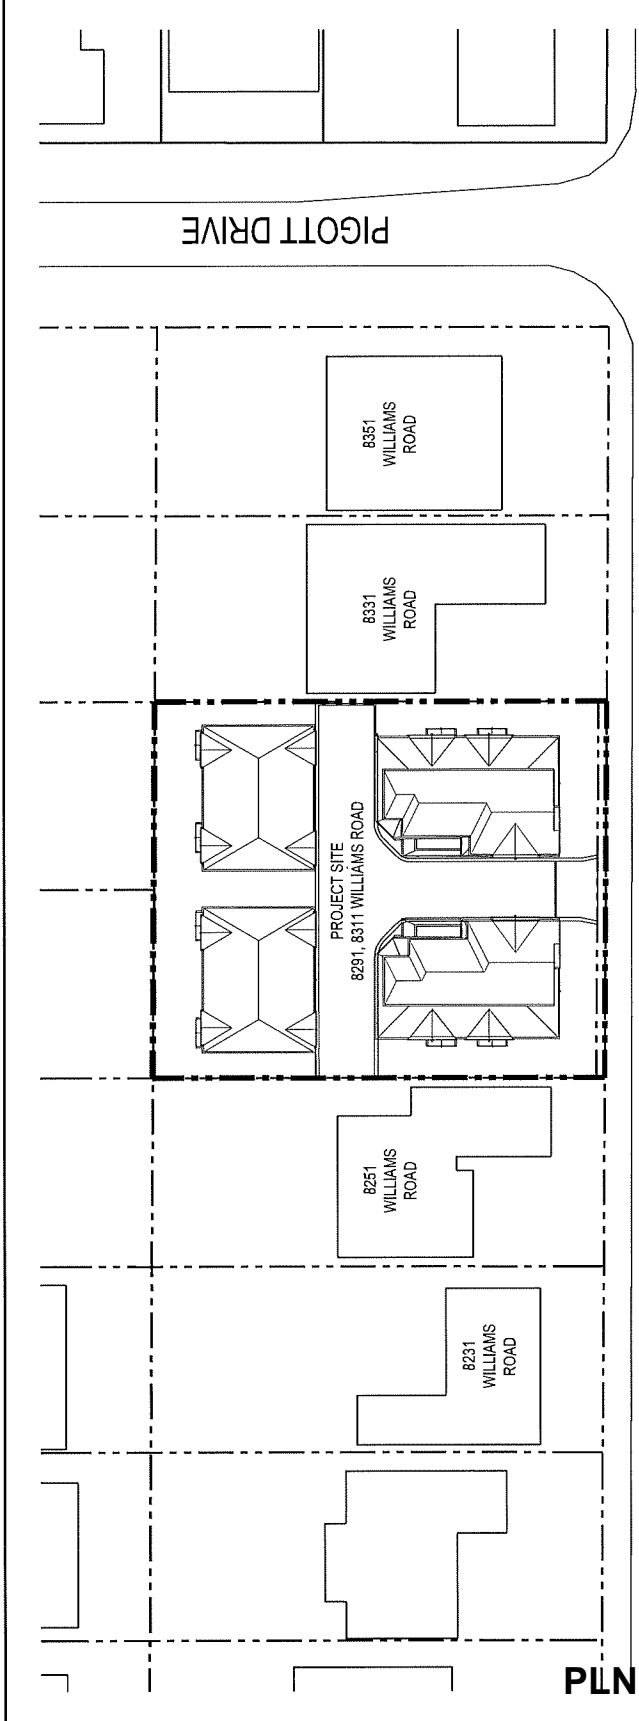 PIGOTT DRIVE
8351
WILLIAMS
ROAD
8331
WILLIAMS
ROAD
PROJECT SITE
8291, 8311 WILLIAMS ROAD
8251
WILLIAMS
ROAD
8231
WILLIAMS
ROAD
PLN